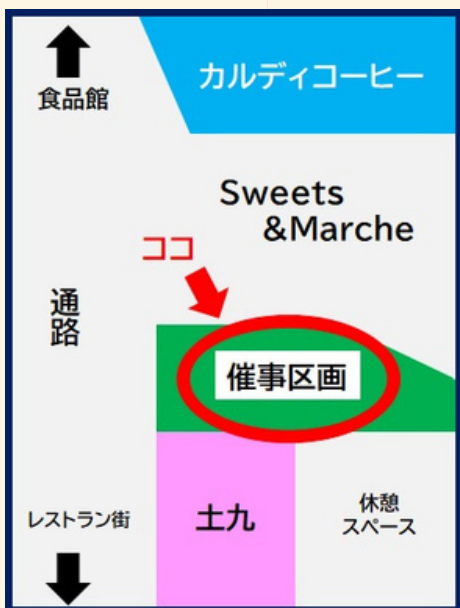 食品館
カルディコーヒー
Sweets
&Marche
ココ
通路
催事区画
レストラン街
土九
休憩
スペース